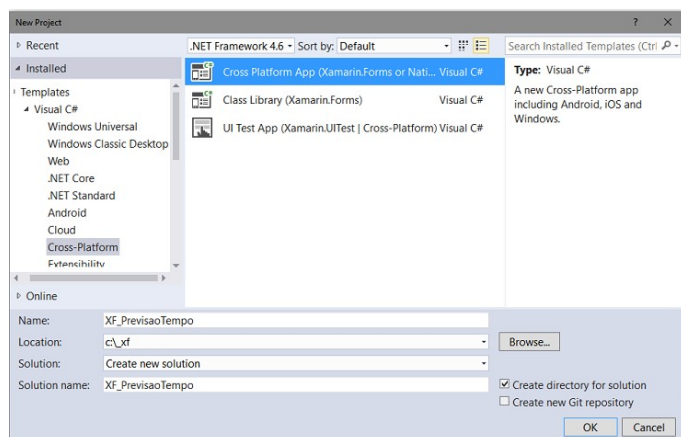 New Project
? ×
Recent
.NET Framework 4.6 Sort by: Default
Search Installed Templates (Ctrl
Installed
Templates
Visual C#
Windows Universal
Windows Classic Desktop
Web
.NET Core
.NET Standard
Android
Cloud
Cross-Platform
Extensibility
Online
Cross Platform App (Xamarin.Forms or Nati... Visual C#
Class Library (Xamarin.Forms) Visual C#
UI Test App (Xamarin.UITest | Cross-Platform) Visual C#
Type: Visual C#
A new Cross-Platform app
including Android, iOS and
Windows.
Name: XF_PrevisaoTempo
Location: c:\_xf
Browse...
Solution: Create new solution
Solution name: XF_PrevisaoTempo
Create directory for solution
Create new Git repository
OK Cancel